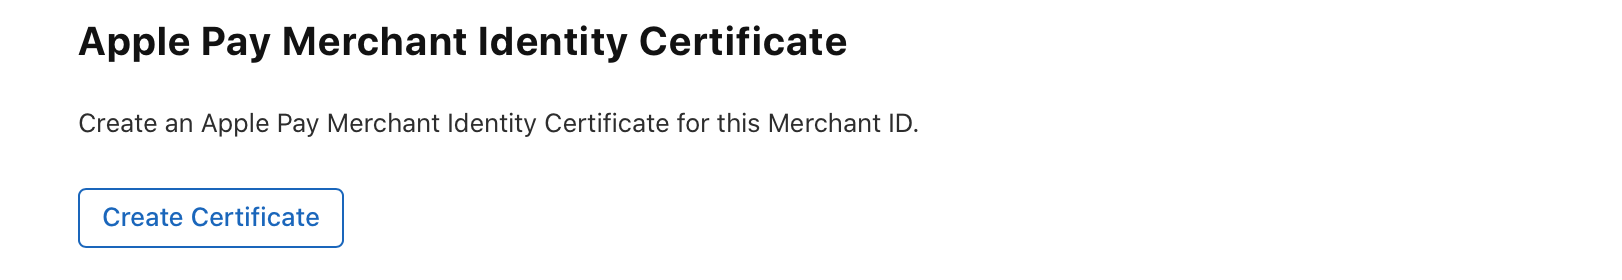 Apple Pay Merchant Identity Certificate
Create an Apple Pay Merchant Identity Certificate for this Merchant ID.
Create Certificate